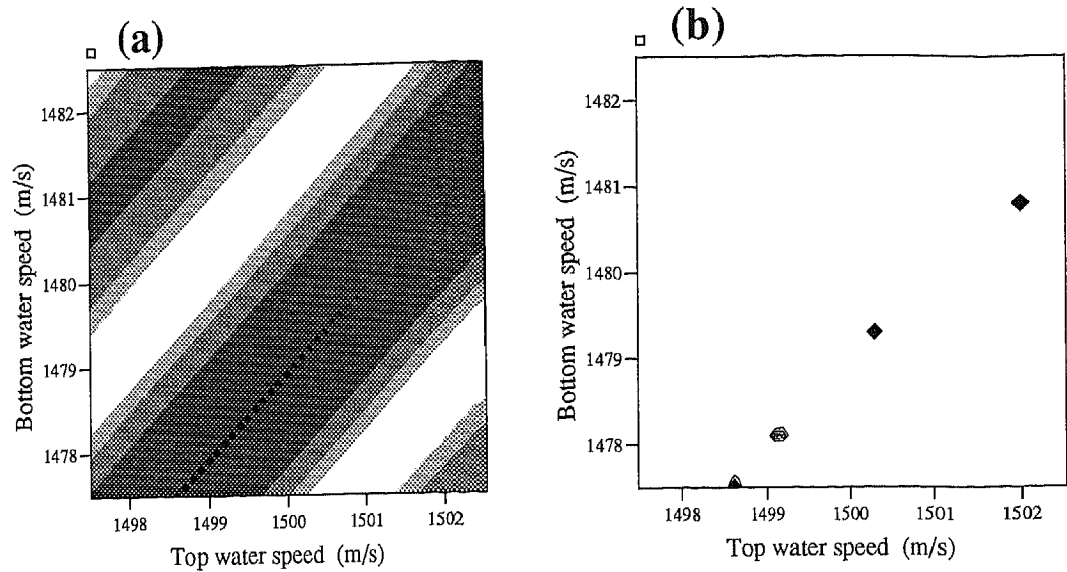 (a)
1482
1481
1480
1479
1478
Bottom water speed (m/s)
1498 1499 1500 1501 1502
Top water speed (m/s)
(b)
1482
1481
1480
1479
1478
Bottom water speed (m/s)
1498 1499 1500 1501 1502
Top water speed (m/s)